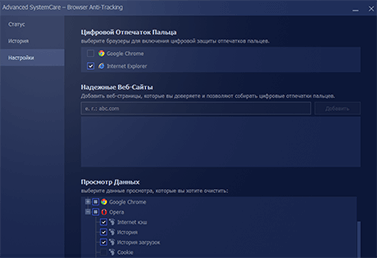 Advanced SystemCare – Browser Anti-Tracking
Статус
История
Настройки
Цифровой Отпечаток Пальца
выберите браузеры для включения цифровой защиты отпечатков пальцев.
Google Chrome
Internet Explorer
Надежные Веб-Сайты
Добавить веб-страницы, которые вы доверяете и позволяют собирать цифровые отпечатки пальцев.
e. г.: abc.com
Добавить
Просмотр Данных
выберите данные просмотра, которые вы хотите очистить:
Google Chrome
Opera
Internet кэш
История
История загрузок
Cookie